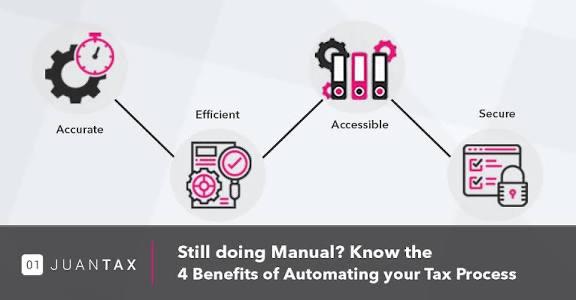 Accurate
Efficient
Accessible
Secure
01 JUANTAX
Still doing Manual? Know the
4 Benefits of Automating your Tax Process